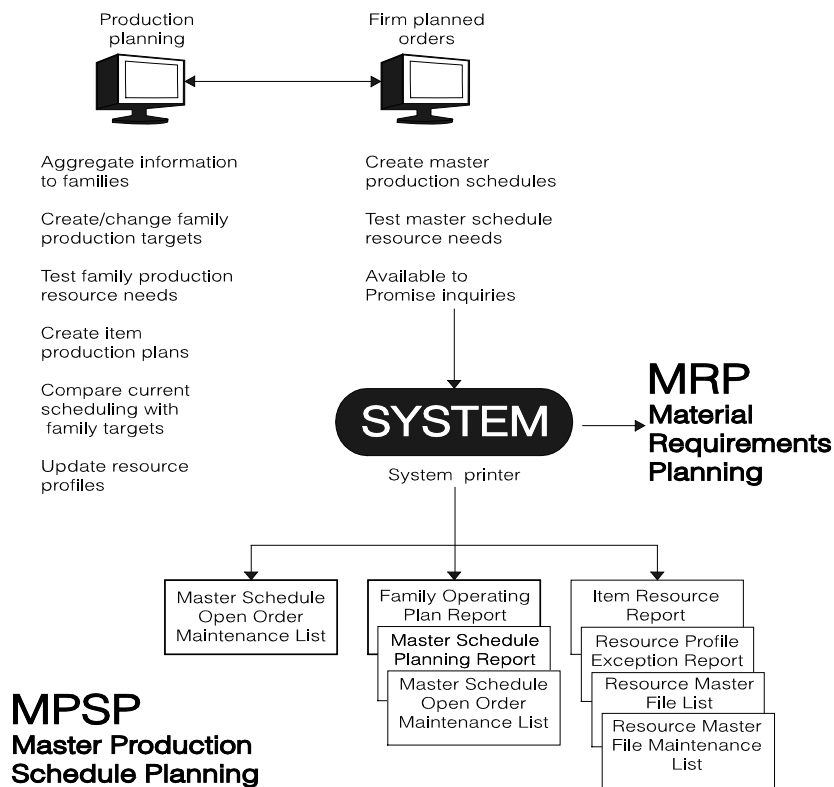 Production
planning
Firm planned
orders
Aggregate information
to families
Create/change family
production targets
Test family production
resource needs
Create item
production plans
Compare current
scheduling with
family targets
Update resource
profiles
Create master
production schedules
Test master schedule
resource needs
Available to
Promise inquiries
SYSTEM
System printer
MRP
Material
Requirements
Planning
Master Schedule
Open Order
Maintenance List
Family Operating
Plan Report
Master Schedule
Planning Report
Master Schedule
Open Order
Maintenance List
Item Resource
Report
Resource Profile
Exception Report
Resource Master
File List
Resource Master
File Maintenance
List
MPSP
Master Production
Schedule Planning